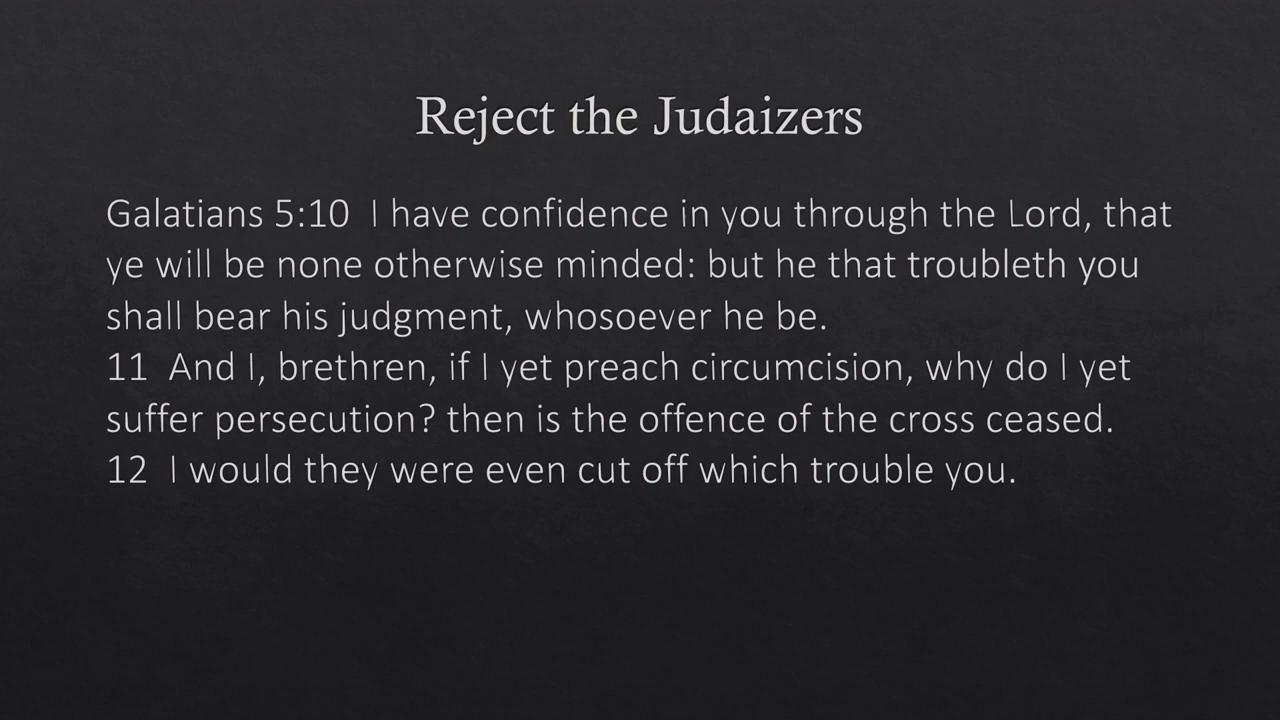 Reject the Judaizers
Galatians 5:10  I have confidence in you through the Lord, that
ye will be none otherwise minded: but he that troubleth you
shall bear his judgment, whosoever he be.
11  And I, brethren, if I yet preach circumcision, why do I yet
suffer persecution? then is the offence of the cross ceased.
12  I would they were even cut off which trouble you.